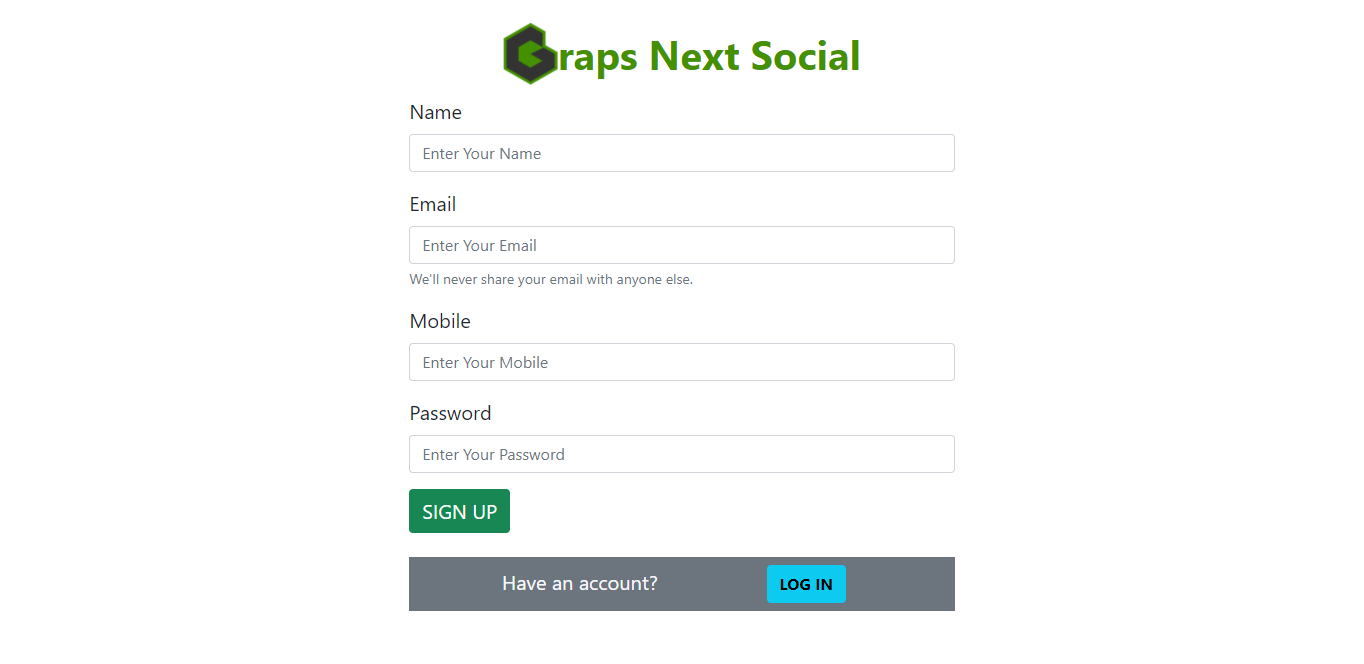 Graps Next Social
Name
Enter Your Name
Email
Enter Your Email
We'll never share your email with anyone else.
Mobile
Enter Your Mobile
Password
Enter Your Password
SIGN UP
Have an account?
LOG IN